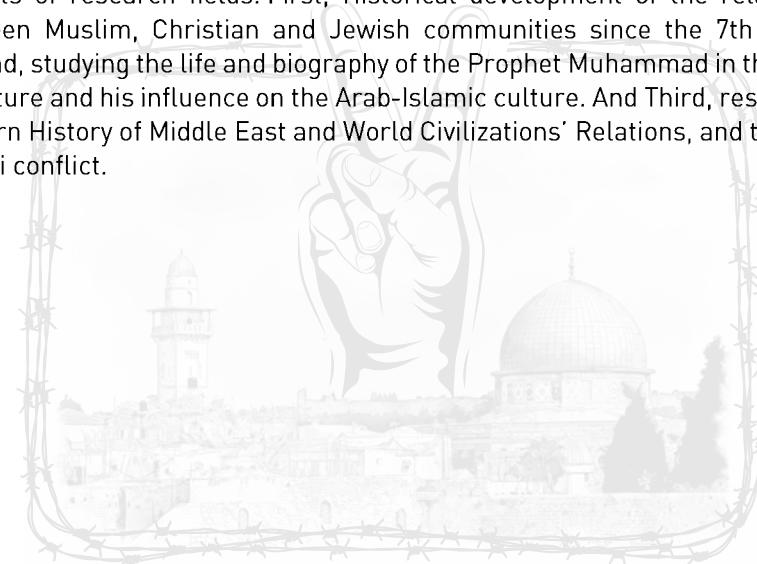 of research fields: First, historical development of the
Muslim, Christian and Jewish communities since the 7th
studying the life and biography of the Prophet Muhammad in
and his influence on the Arab-Islamic culture. And Third,
History of Middle East and World Civilizations’ Relations, and
conflict.